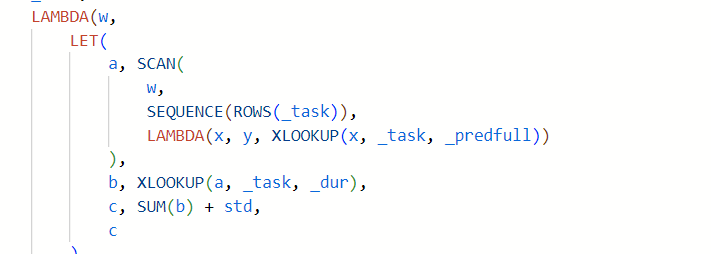 LAMBDA(w,
LET(
a, SCAN(
w,
SEQUENCE(ROWS(_task)),
LAMBDA(x, y, XLOOKUP(x, _task, _predfull))
),
b, XLOOKUP(a, _task, _dur),
c, SUM(b) + std,
c
)